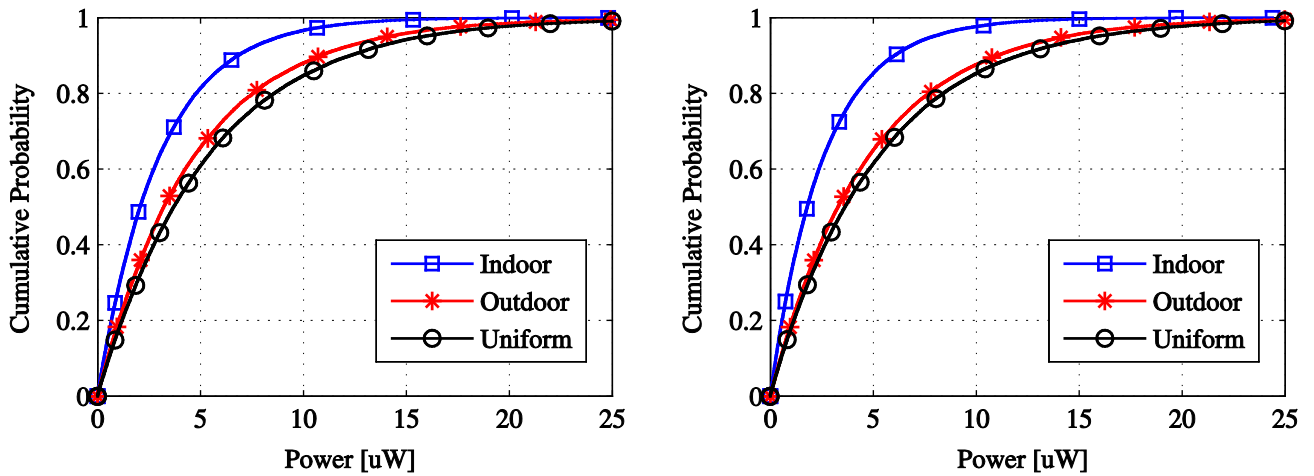 1
0.8
0.6
0.4
0.2
0
Cumulative Probability
Indoor
Outdoor
Uniform
0 5 10 15 20 25
Power [uW]
1
0.8
0.6
0.4
0.2
0
Cumulative Probability
Indoor
Outdoor
Uniform
0 5 10 15 20 25
Power [uW]